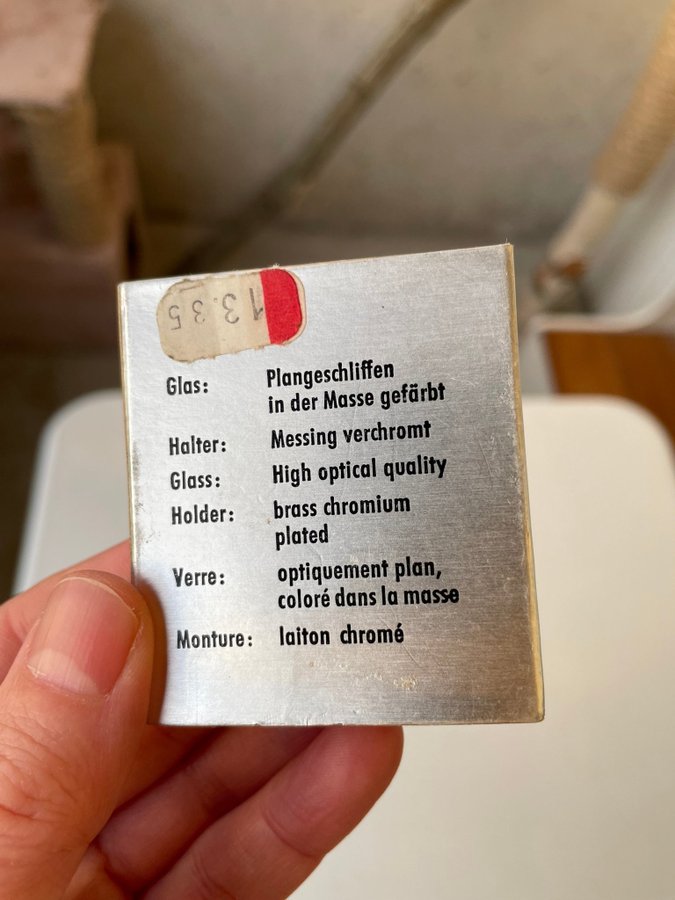 13.35
Glas: Plangeschliffen
in der Masse gefärbt
Halter: Messing verchromt
Glass: High optical quality
Holder: brass chromium
plated
Verre: optiquement plan,
coloré dans la masse
Monture: laiton chromé